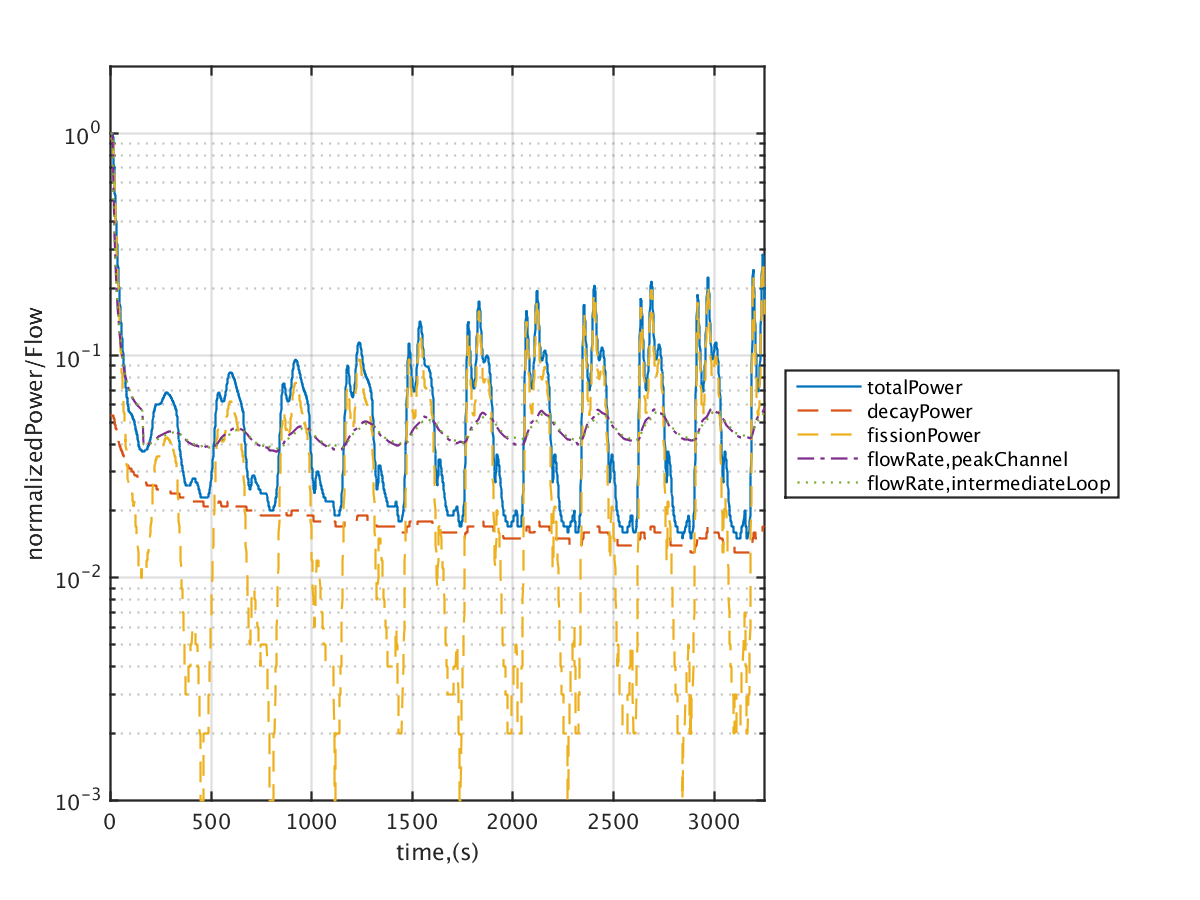 10^0
10^-1
10^-2
10^-3
normalizedPower/Flow
0 500 1000 1500 2000 2500 3000
time,(s)
totalPower
decayPower
fissionPower
flowRate,peakChannel
flowRate,intermediateLoop